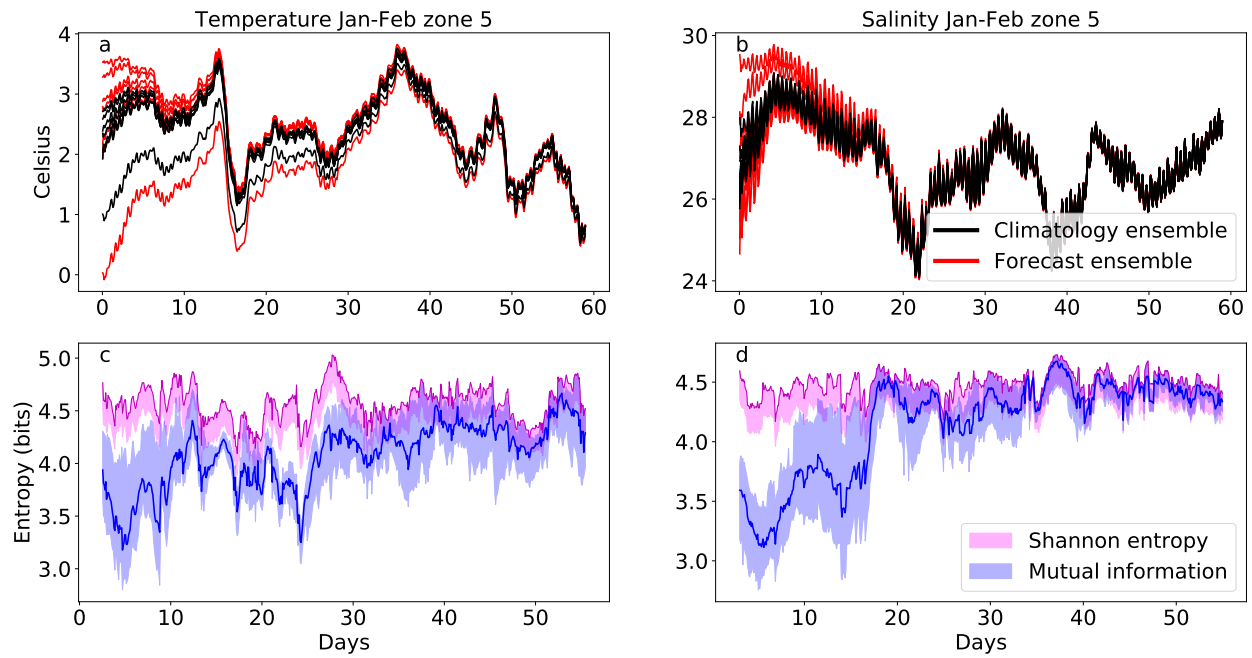 Temperature Jan-Feb zone 5
a
4
3
2
1
0
Celsius
0 10 20 30 40 50 60
Salinity Jan-Feb zone 5
b
30
28
26
24
Climatology ensemble
Forecast ensemble
0 10 20 30 40 50 60
c
5.0
4.5
4.0
3.5
3.0
Entropy (bits)
0 10 20 30 40 50
Days
d
4.5
4.0
3.5
3.0
Shannon entropy
Mutual information
10 20 30 40 50
Days